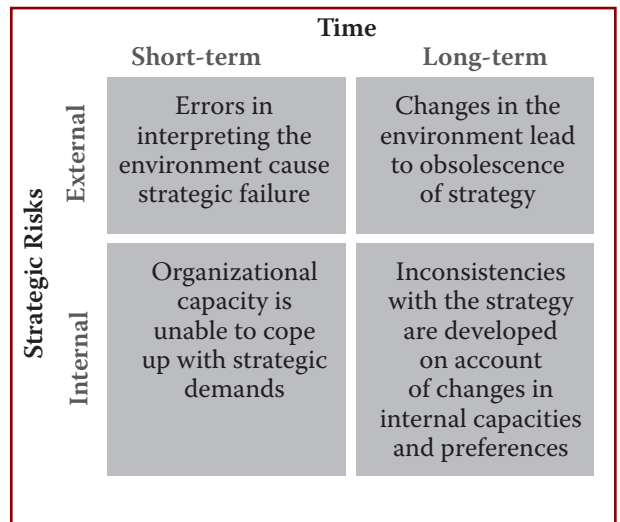 Time
Short-term
Long-term
Strategic Risks
External
Errors in
interpreting the
environment cause
strategic failure
Changes in the
environment lead
to obsolescence
of strategy
Internal
Organizational
capacity is
unable to cope
up with strategic
demands
Inconsistencies
with the strategy
are developed
on account
of changes in
internal capacities
and preferences